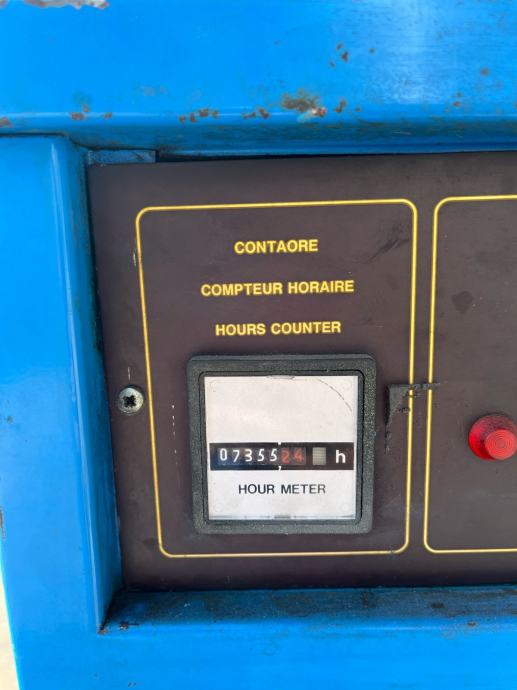 CONTAORE
COMPTEUR HORAIRE
HOURS COUNTER
0735524 h
HOUR METER